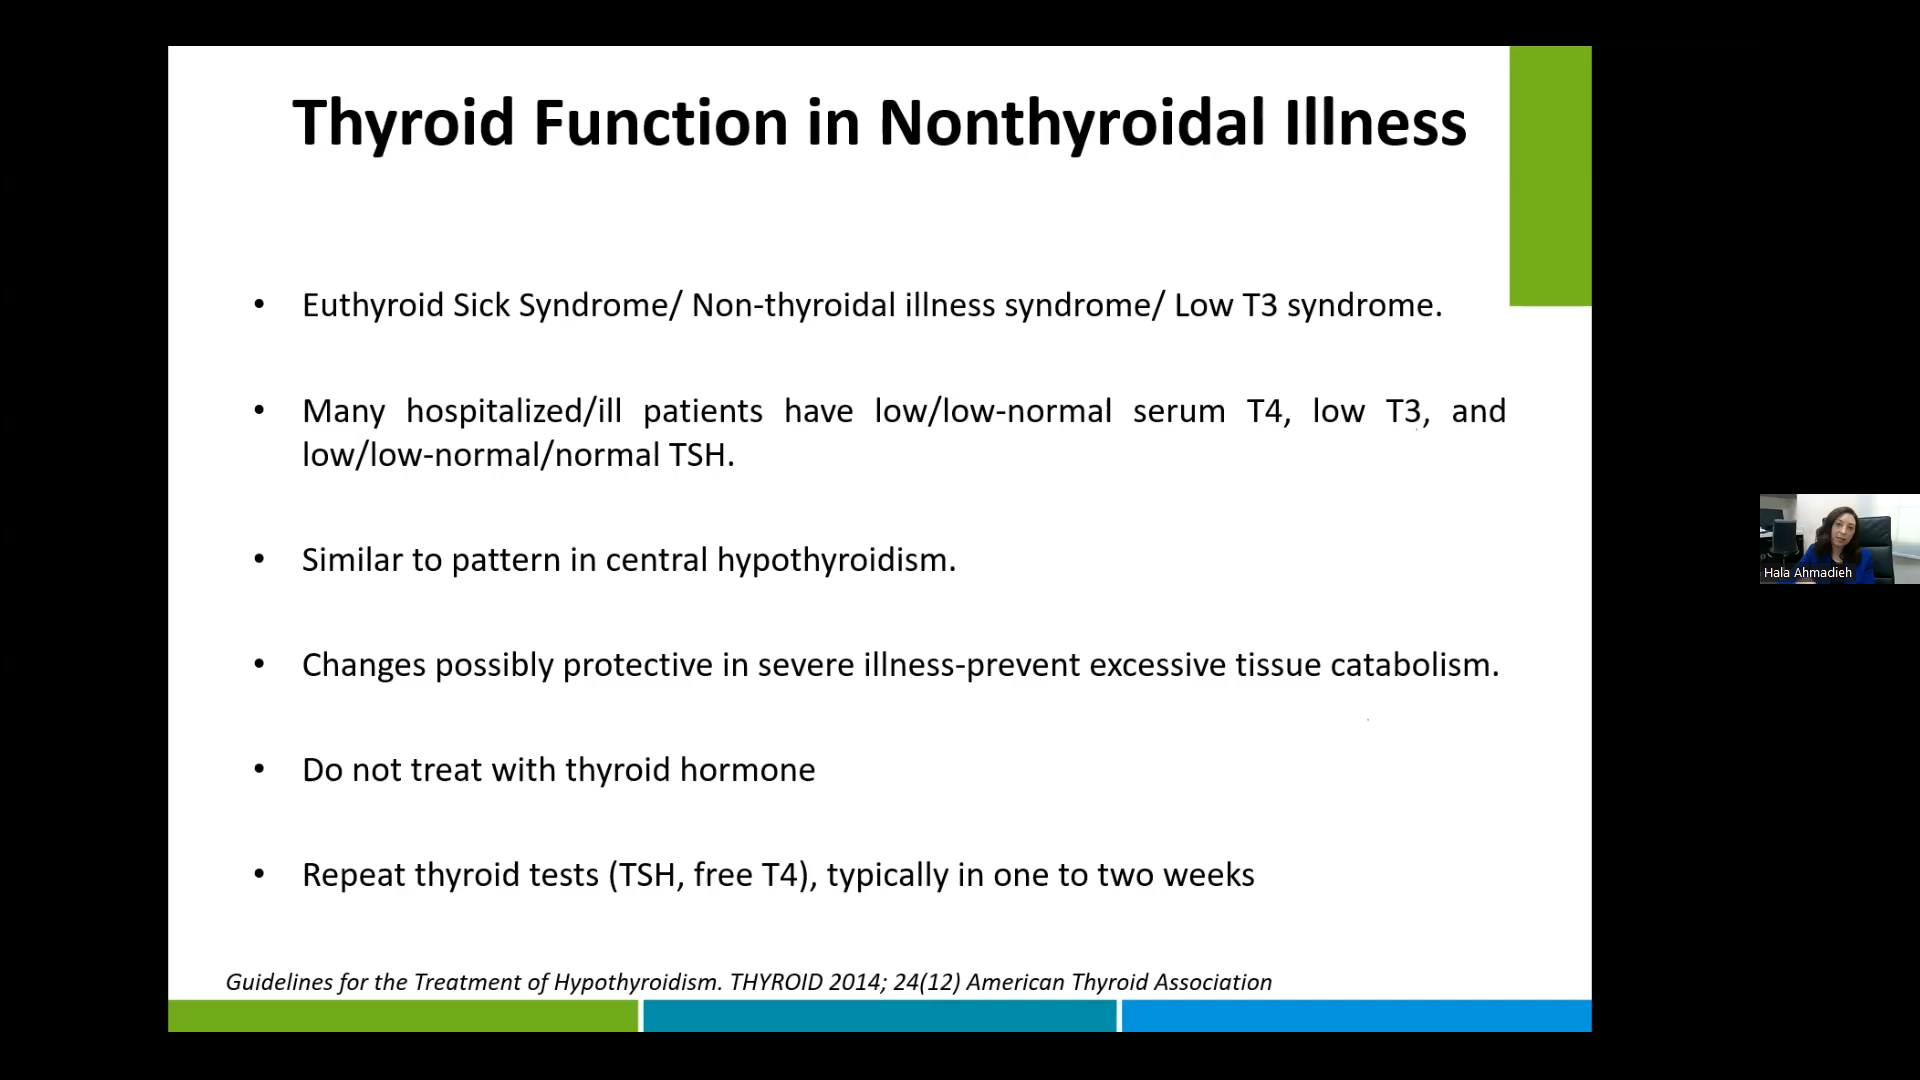 Thyroid Function in Nonthyroidal Illness
• Euthyroid Sick Syndrome/ Non-thyroidal illness syndrome/ Low T3 syndrome.
• Many hospitalized/ill patients have low/low-normal serum T4, low T3, and
low/low-normal/normal TSH.
• Similar to pattern in central hypothyroidism.
• Changes possibly protective in severe illness-prevent excessive tissue catabolism.
• Do not treat with thyroid hormone
• Repeat thyroid tests (TSH, free T4), typically in one to two weeks
Guidelines for the Treatment of Hypothyroidism. THYROID 2014; 24(12) American Thyroid Association
Hala Ahmadieh